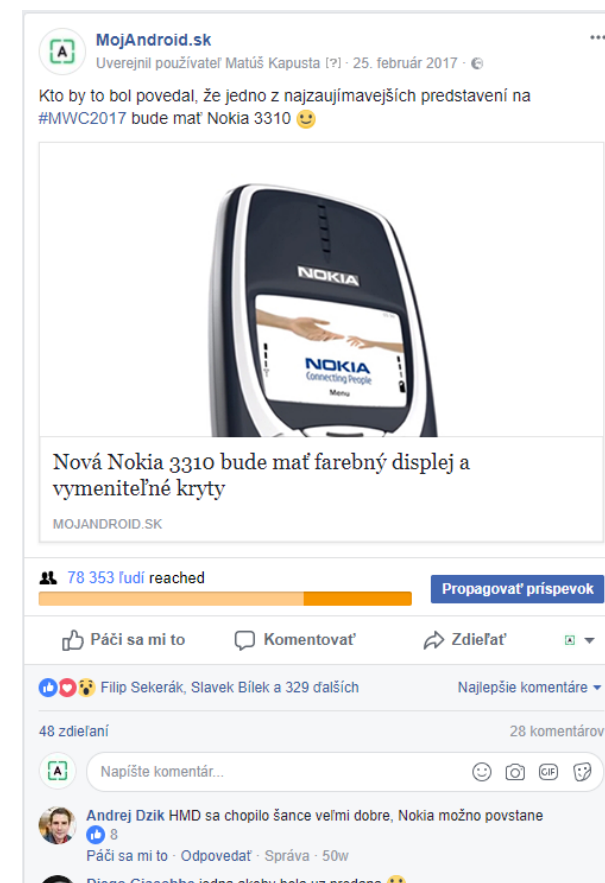 MojAndroid.sk
Uverejnil používateľ Matúš Kapusta [?] · 25. február 2017 ·
Kto by to bol povedal, že jedno z najzaujímavejších predstavení na
#MWC2017 bude mať Nokia 3310
NOKIA
NOKIA
Connecting People
Menu
Nová Nokia 3310 bude mať farebný displej a
vymeniteľné kryty
MOJANDROID.SK
78 353 ľudí reached
Propagovať príspevok
Páči sa mi to Komentovať Zdieľať
Filip Sekerák, Slavek Bílek a 329 ďalších Najlepšie komentáre
48 zdieľaní 28 komentárov
Napíšte komentár...
GIF
Andrej Dzik HMD sa chopilo šance veľmi dobre, Nokia možno povstane
8
Páči sa mi to · Odpovedať · Správa · 50w